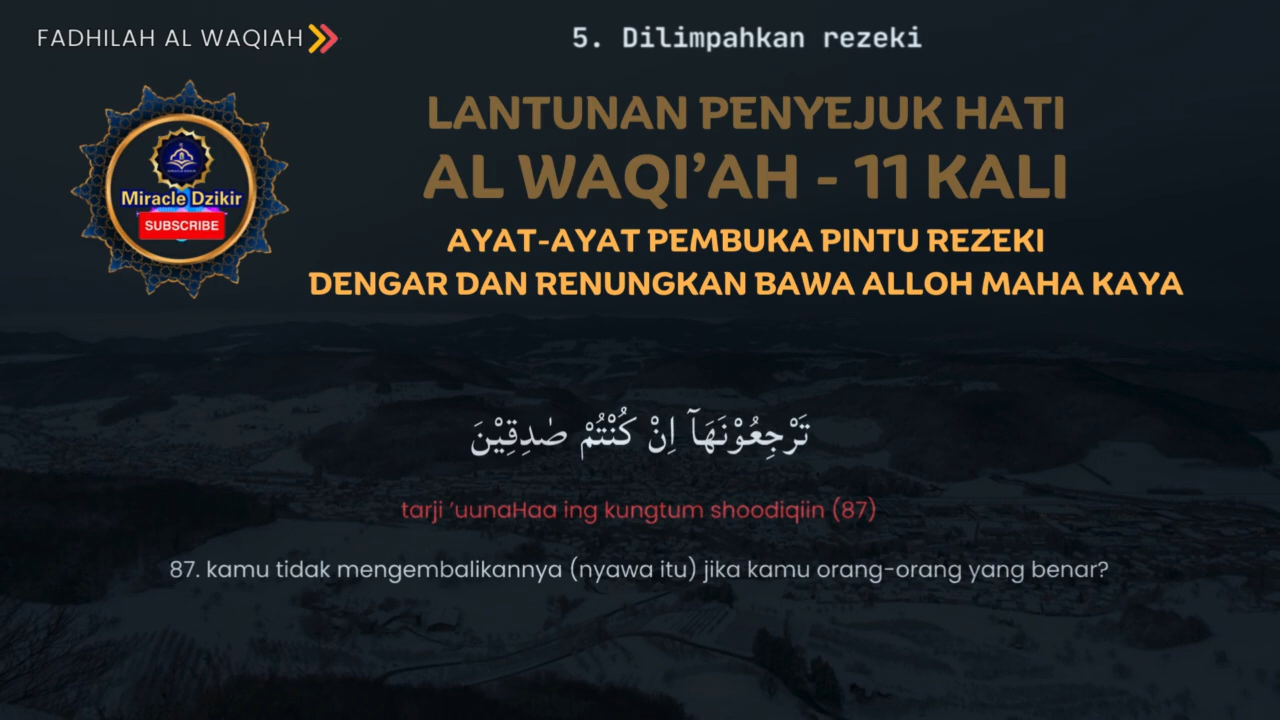 FADHILAH AL WAQIAH
5. Dilimpahkan rezeki
LANTUNAN PENYEJUK HATI
AL WAQI'AH - 11 KALI
Miracle Dzikir
SUBSCRIBE
AYAT-AYAT PEMBUKA PINTU REZEKI
DENGAR DAN RENUNGKAN BAWA ALLOH MAHA KAYA
تَرْجِعُوْنَهَآ اِنْ كُنْتُمْ صٰدِقِيْنَ
tarji 'uunaHaa ing kungtum shoodiqiin (87)
87. kamu tidak mengembalikannya (nyawa itu) jika kamu orang-orang yang benar?